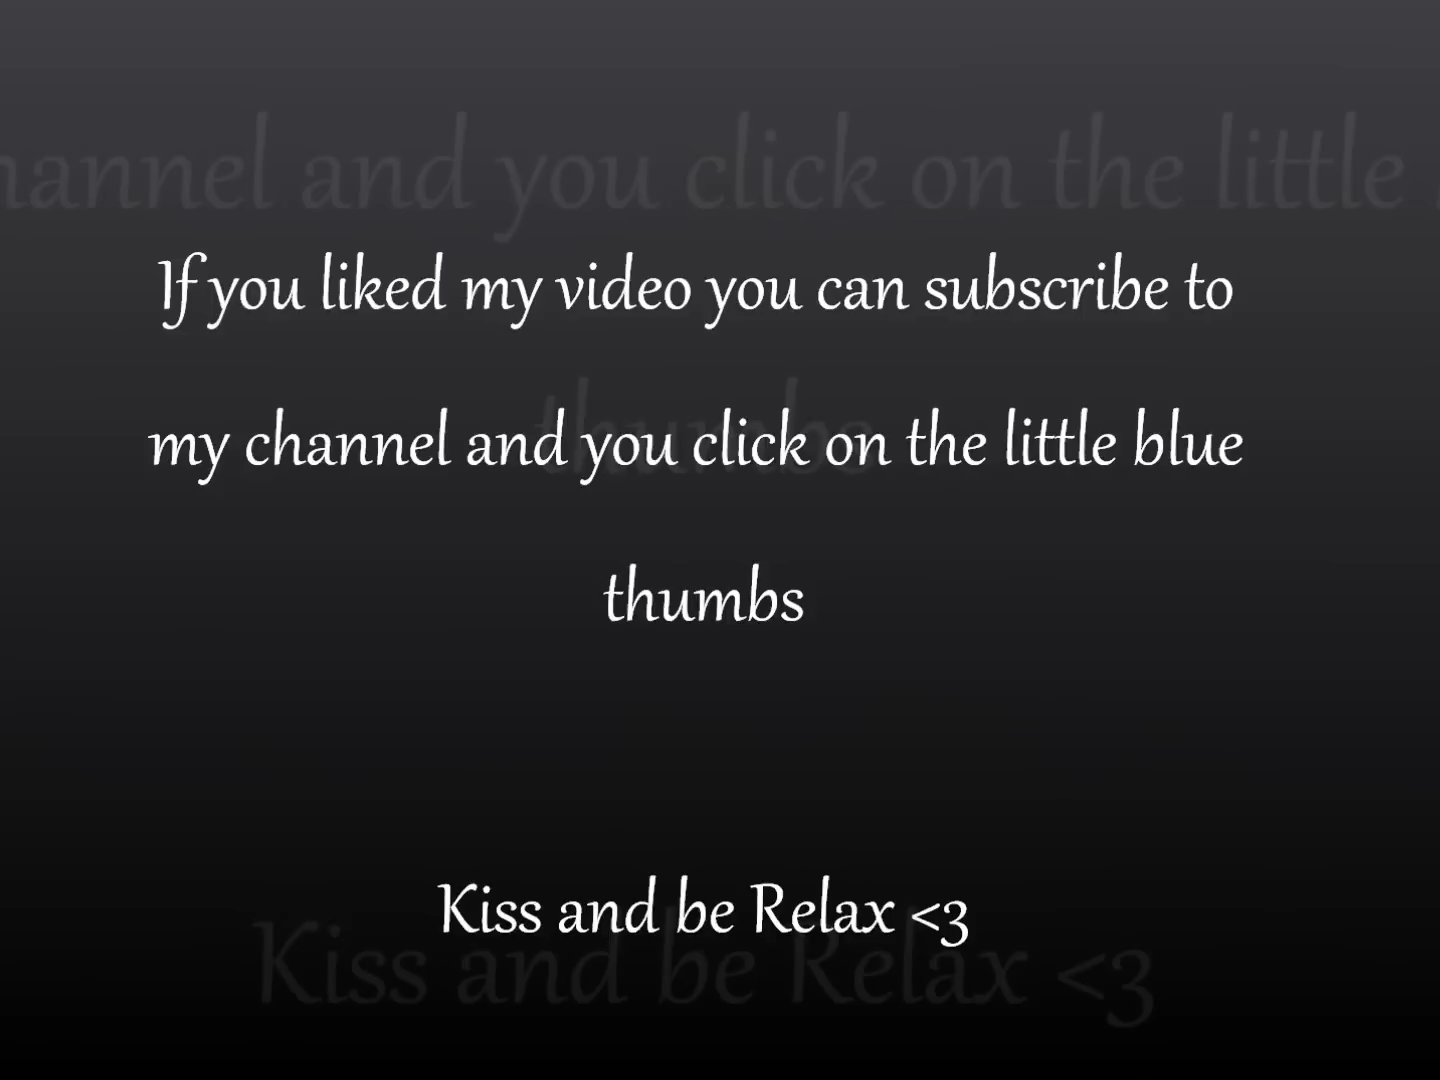 If you liked my video you can subscribe to
my channel and you click on the little blue
thumbs
Kiss and be Relax <3